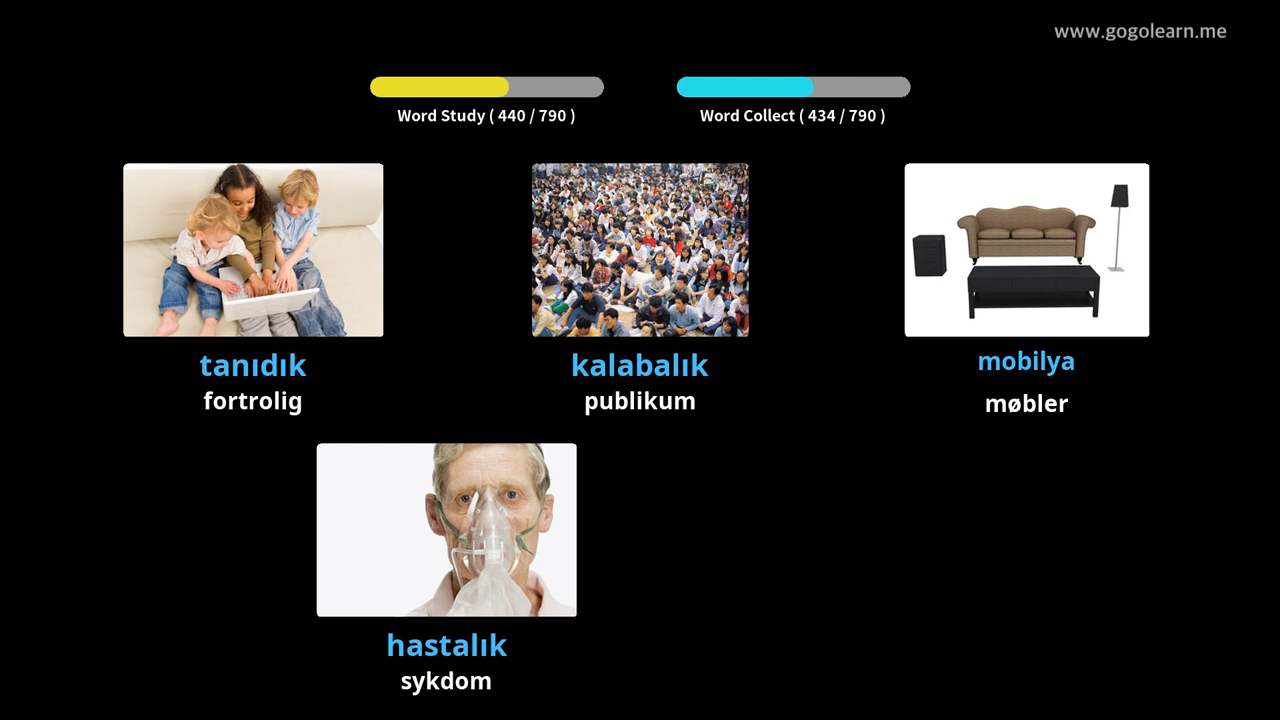 www.gogolearn.me
Word Study ( 440 / 790 )
Word Collect ( 434 / 790 )
tanıdık
fortrolig
kalabalık
publikum
mobilya
møbler
hastalık
sykdom